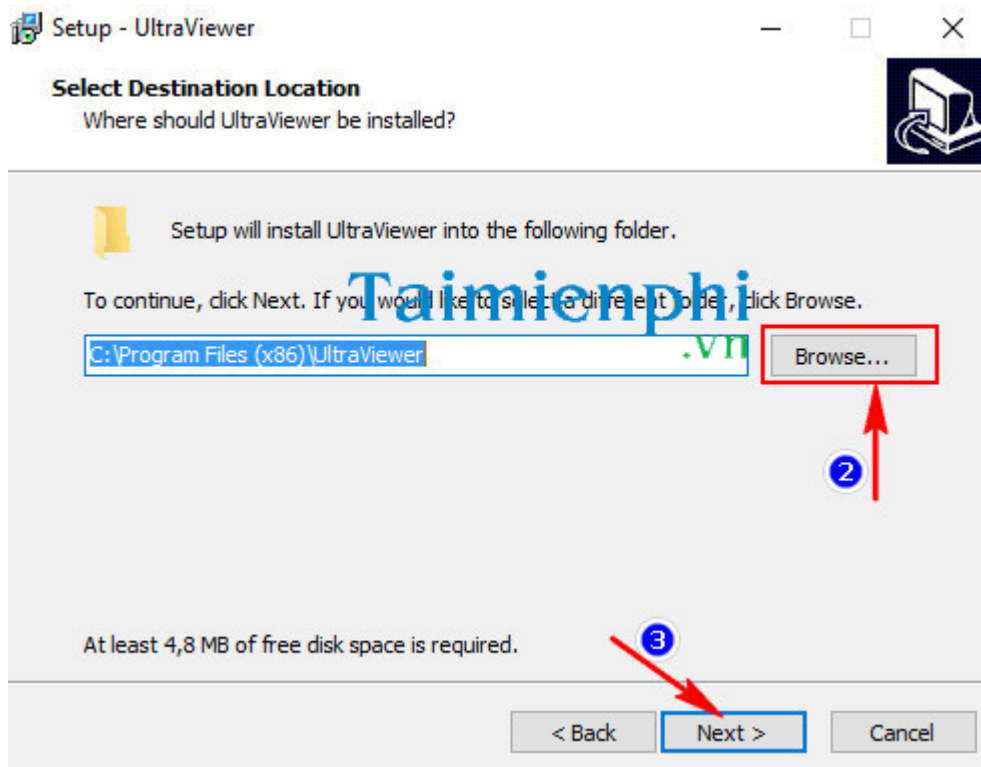 Setup - UltraViewer
Select Destination Location
Where should UltraViewer be installed?
Setup will install UltraViewer into the following folder.
To continue, click Next. If you would like to select a different folder, click Browse.
Taimienphi
.vn
C:\Program Files (x86)\UltraViewer
Browse...
2
At least 4,8 MB of free disk space is required.
3
< Back
Next >
Cancel